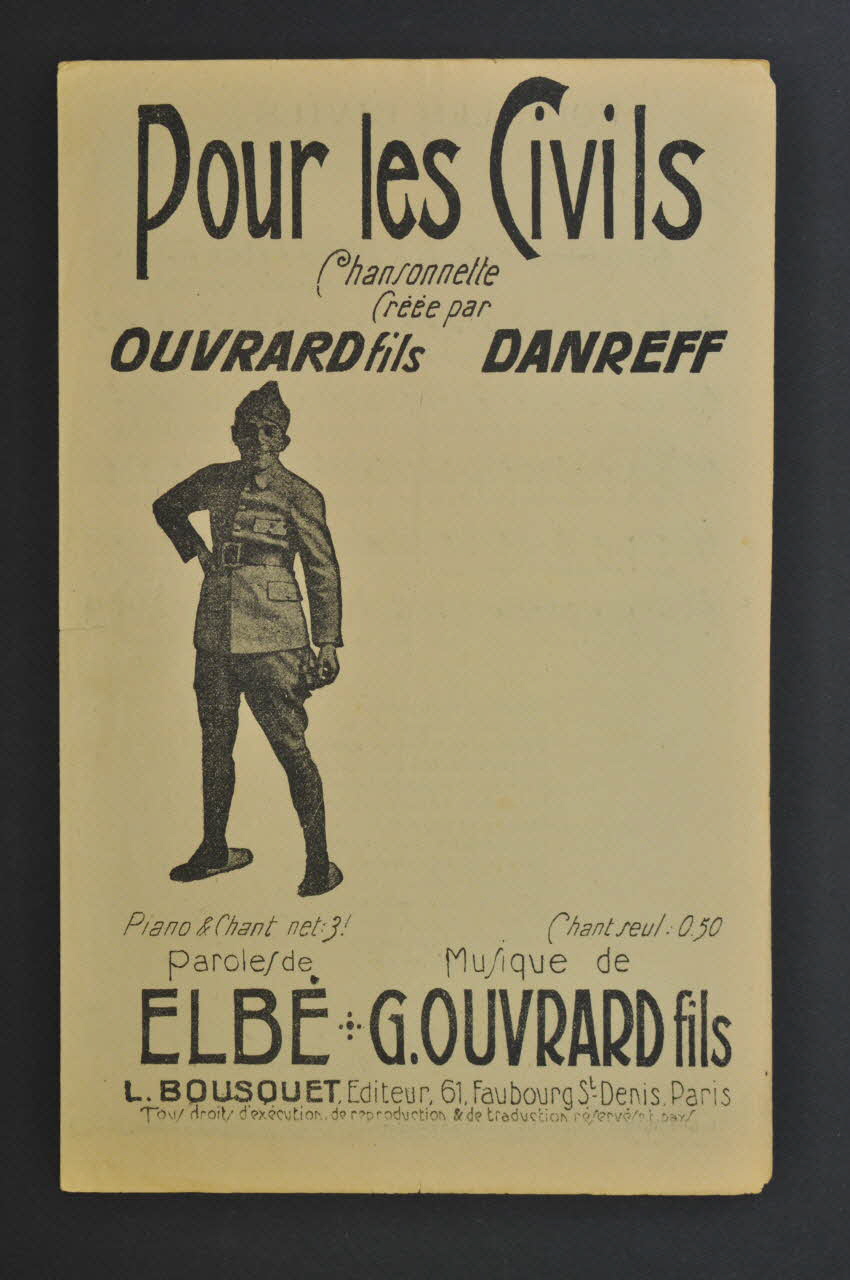 Pour les Civils
Chansonnette
Créée par
OUVRARD fils DANREFF
Piano & Chant net: 3!
Chant seul: 0.50
Paroles de
Musique de
ELBÉ G. OUVRARD fils
L. BOUSQUET, Editeur, 61, Faubourg St-Denis, Paris
Tous droits d'exécution, de reproduction & de traduction réservés t. pays